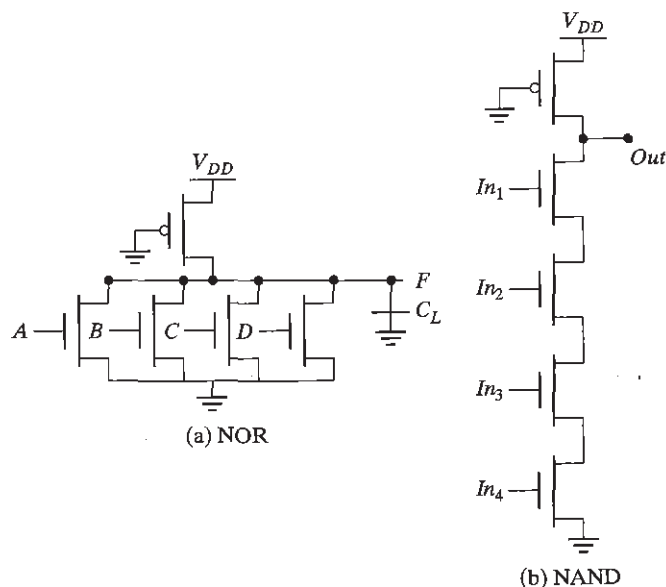 V_DD
A
B
C
D
F
C_L
(a) NOR
V_DD
Out
In_1
In_2
In_3
In_4
(b) NAND